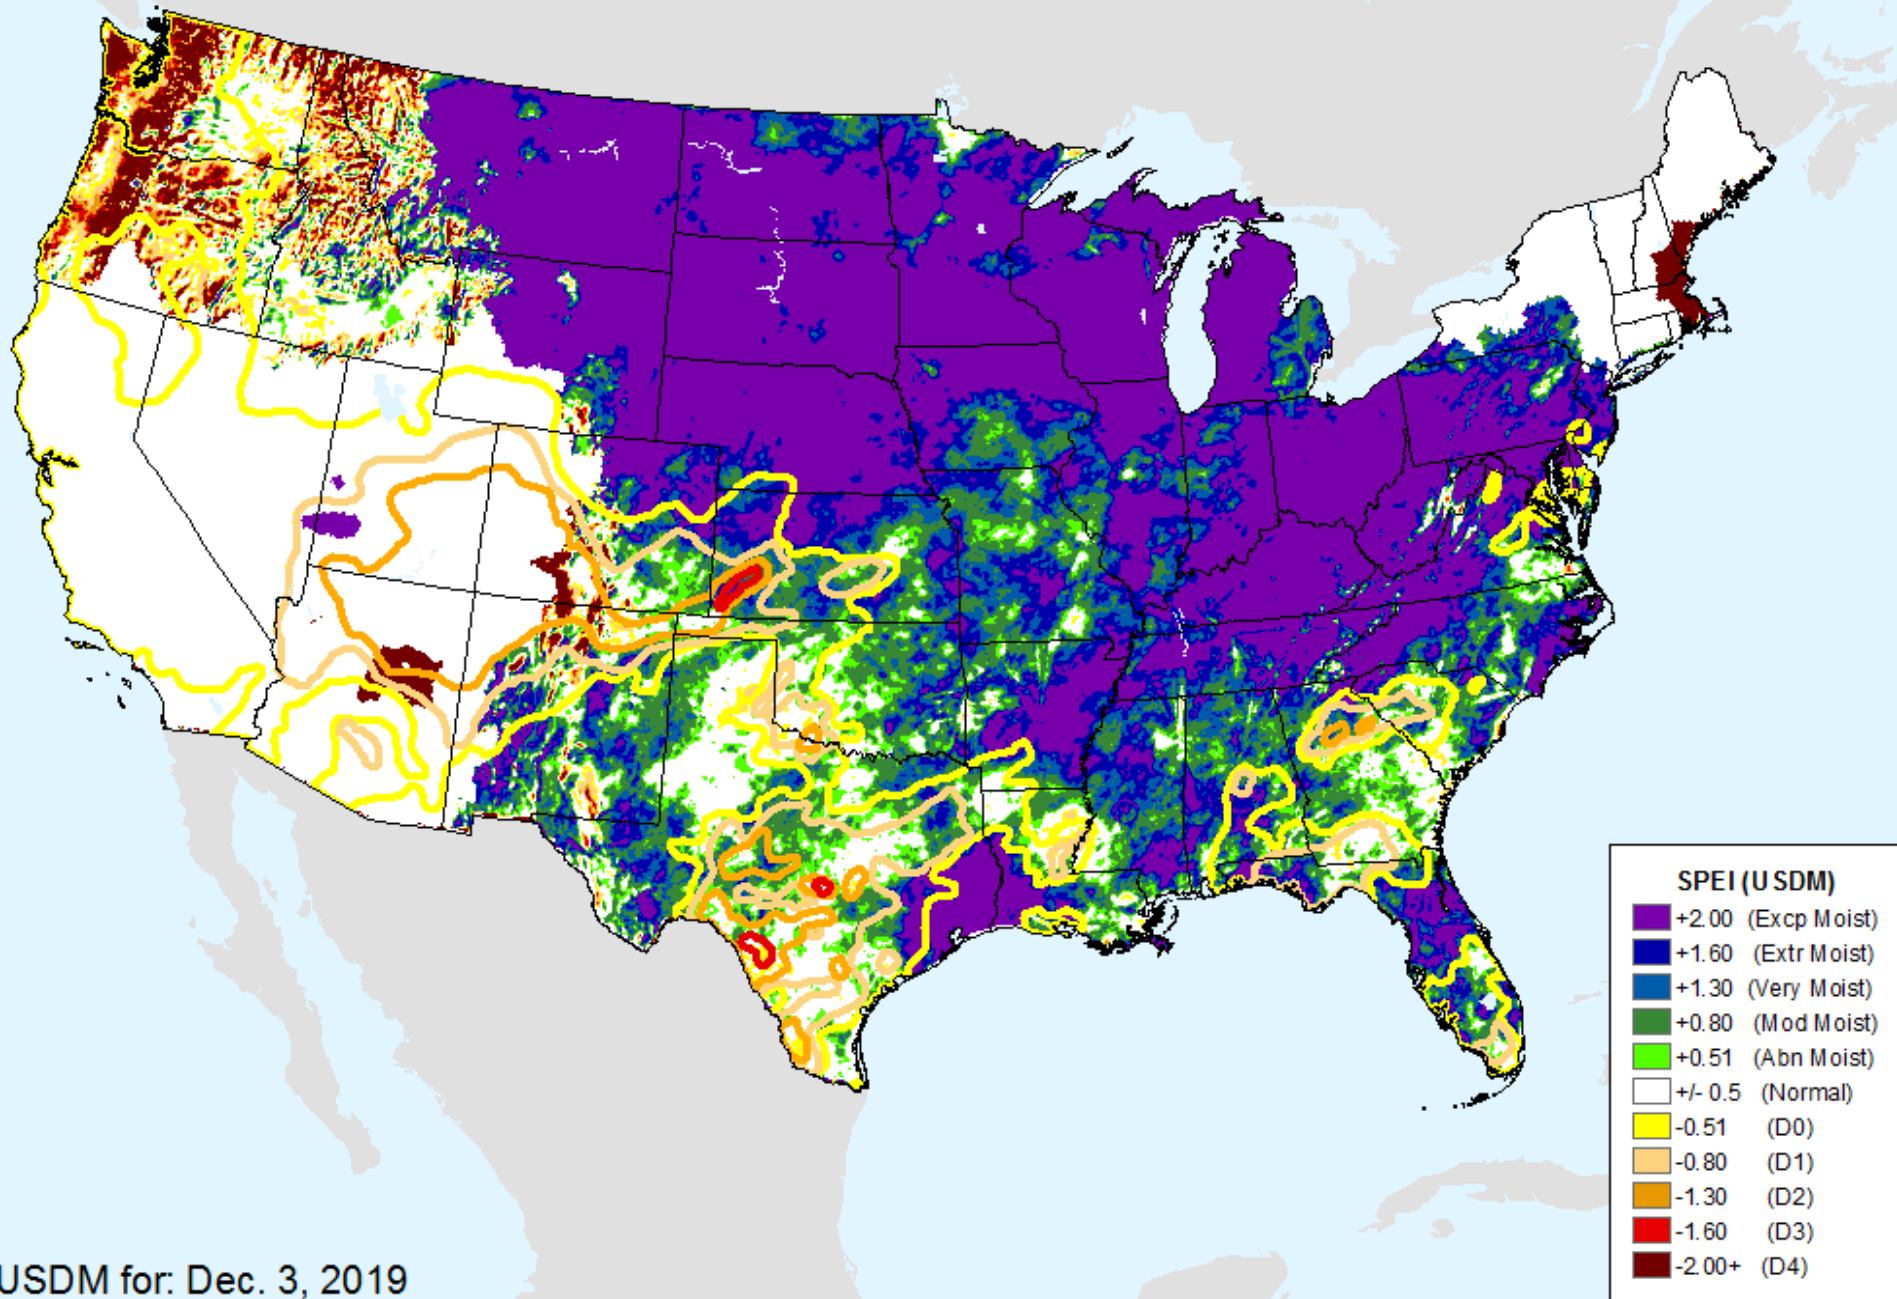 SPEI (USDM)
+2.00 (Excp Moist)
+1.60 (Extr Moist)
+1.30 (Very Moist)
+0.80 (Mod Moist)
+0.51 (Abn Moist)
+/- 0.5 (Normal)
-0.51 (D0)
-0.80 (D1)
-1.30 (D2)
-1.60 (D3)
-2.00+ (D4)
USDM for: Dec. 3, 2019